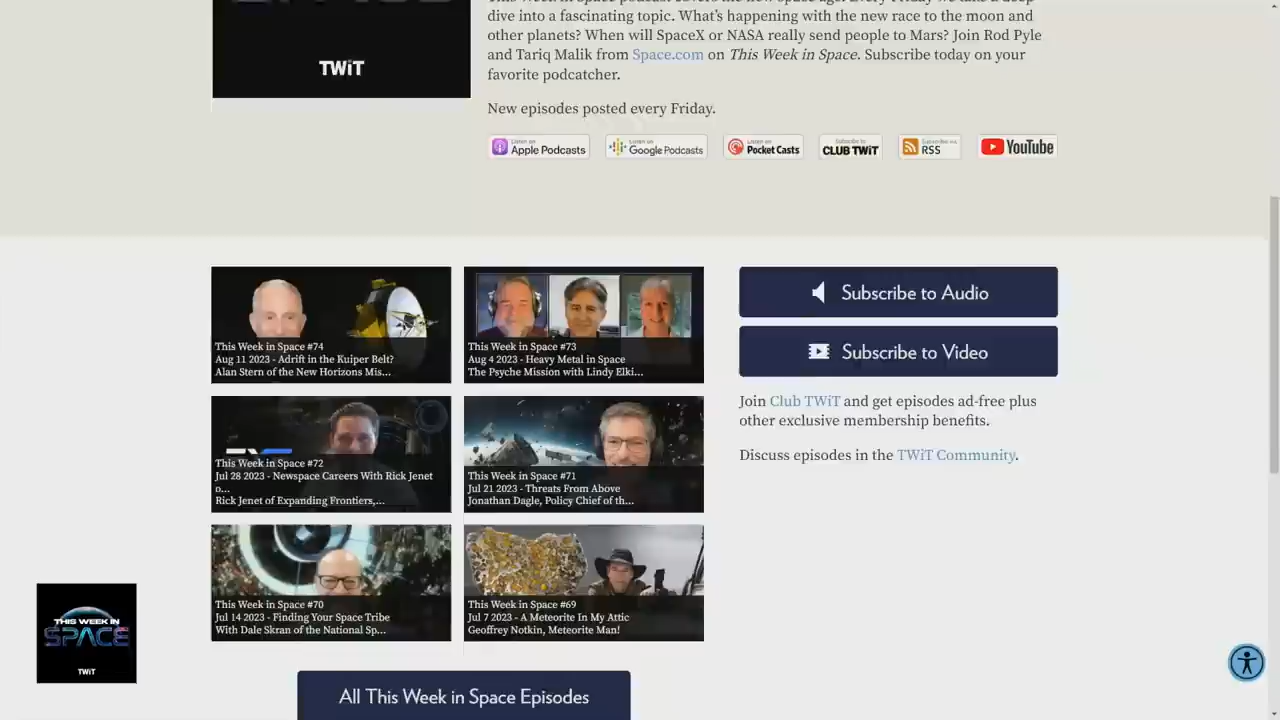 TWiT
dive into a fascinating topic. What's happening with the new race to the moon and
other planets? When will SpaceX or NASA really send people to Mars? Join Rod Pyle
and Tariq Malik from Space.com on This Week in Space. Subscribe today on your
favorite podcatcher.
New episodes posted every Friday.
Listen on Apple Podcasts
Listen on Google Podcasts
Listen on Pocket Casts
Subscribe to CLUB TWiT
Subscribe via RSS
YouTube
This Week in Space #74
Aug 11 2023 - Adrift in the Kuiper Belt?
Alan Stern of the New Horizons Mis...
This Week in Space #73
Aug 4 2023 - Heavy Metal in Space
The Psyche Mission with Lindy Elki...
Subscribe to Audio
Subscribe to Video
Join Club TWiT and get episodes ad-free plus
other exclusive membership benefits.
Discuss episodes in the TWiT Community.
This Week in Space #72
Jul 28 2023 - Newspace Careers With Rick Jenet
o...
Rick Jenet of Expanding Frontiers,...
This Week in Space #71
Jul 21 2023 - Threats From Above
Jonathan Dagle, Policy Chief of th...
This Week in Space #70
Jul 14 2023 - Finding Your Space Tribe
With Dale Skran of the National Sp...
This Week in Space #69
Jul 7 2023 - A Meteorite In My Attic
Geoffrey Notkin, Meteorite Man!
THIS WEEK IN
SPACE
TWiT
All This Week in Space Episodes